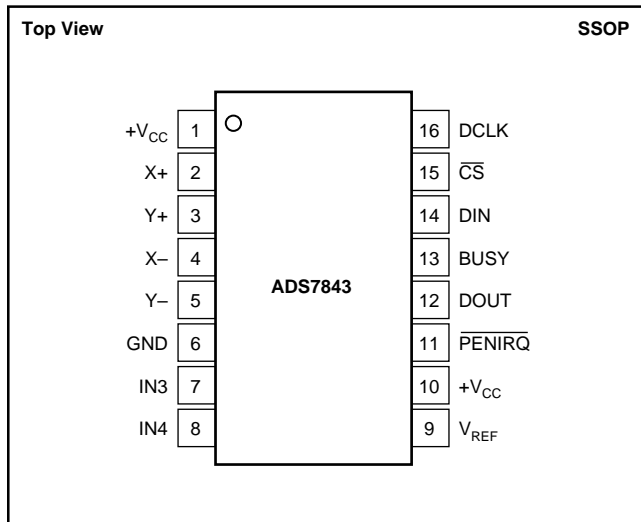 Top View SSOP
+VCC 1 16 DCLK
X+ 2 15 CS
Y+ 3 14 DIN
X– 4 13 BUSY
ADS7843
Y– 5 12 DOUT
GND 6 11 PENIRQ
IN3 7 10 +VCC
IN4 8 9 VREF